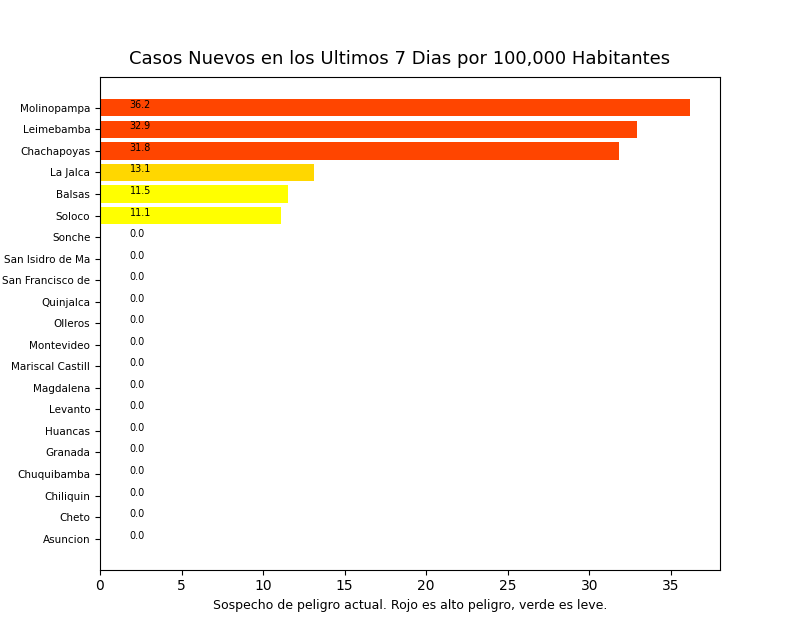 Casos Nuevos en los Ultimos 7 Dias por 100,000 Habitantes
Molinopampa 36.2
Leimebamba 32.9
Chachapoyas 31.8
La Jalca 13.1
Balsas 11.5
Soloco 11.1
Sonche 0.0
San Isidro de Ma 0.0
San Francisco de 0.0
Quinjalca 0.0
Olleros 0.0
Montevideo 0.0
Mariscal Castill 0.0
Magdalena 0.0
Levanto 0.0
Huancas 0.0
Granada 0.0
Chuquibamba 0.0
Chiliquin 0.0
Cheto 0.0
Asuncion 0.0
0 5 10 15 20 25 30 35
Sospecho de peligro actual. Rojo es alto peligro, verde es leve.